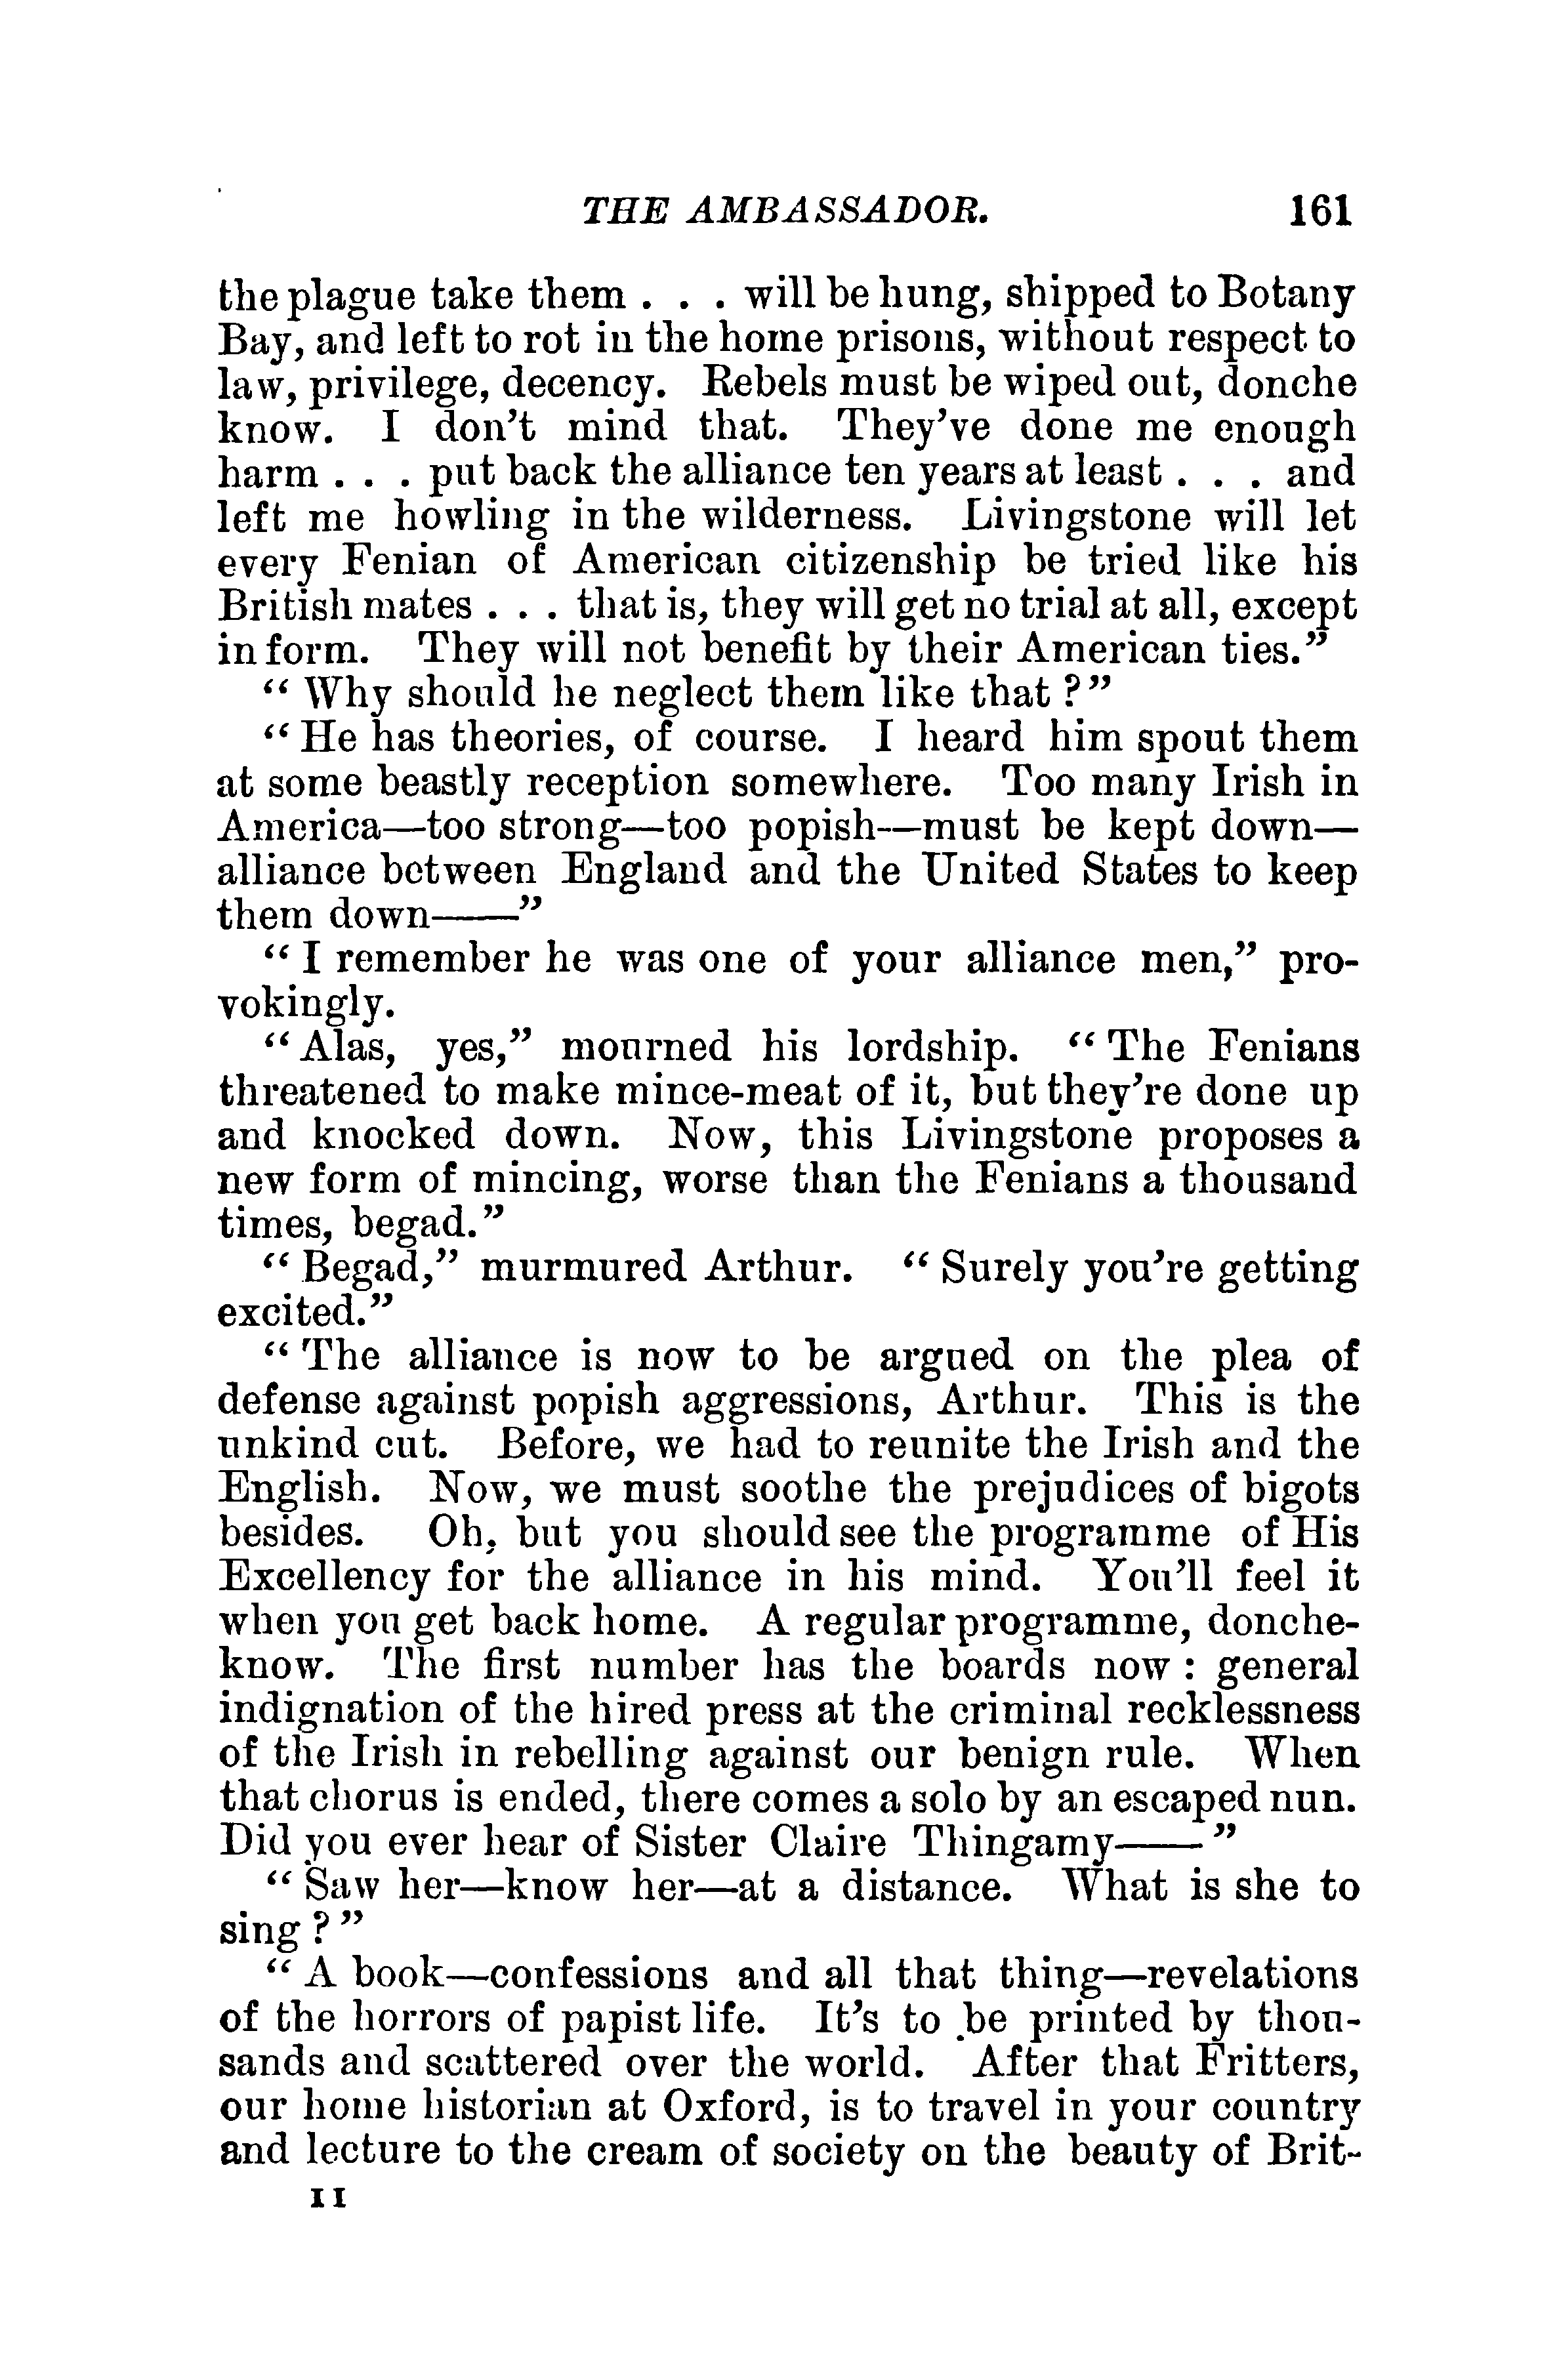 THE AMBASSADOR. 161
the plague take them . . . will be hung, shipped to Botany
Bay, and left to rot in the home prisons, without respect to
law, privilege, decency. Rebels must be wiped out, donche
know. I don't mind that. They've done me enough
harm . . . put back the alliance ten years at least . . . and
left me howling in the wilderness. Livingstone will let
every Fenian of American citizenship be tried like his
British mates . . . that is, they will get no trial at all, except
in form. They will not benefit by their American ties."
"Why should he neglect them like that?"
"He has theories, of course. I heard him spout them
at some beastly reception somewhere. Too many Irish in
America—too strong—too popish—must be kept down—
alliance between England and the United States to keep
them down——"
"I remember he was one of your alliance men," pro-
vokingly.
"Alas, yes," mourned his lordship. "The Fenians
threatened to make mince-meat of it, but they're done up
and knocked down. Now, this Livingstone proposes a
new form of mincing, worse than the Fenians a thousand
times, begad."
"Begad," murmured Arthur. "Surely you're getting
excited."
"The alliance is now to be argued on the plea of
defense against popish aggressions, Arthur. This is the
unkind cut. Before, we had to reunite the Irish and the
English. Now, we must soothe the prejudices of bigots
besides. Oh, but you should see the programme of His
Excellency for the alliance in his mind. You'll feel it
when you get back home. A regular programme, donche-
know. The first number has the boards now: general
indignation of the hired press at the criminal recklessness
of the Irish in rebelling against our benign rule. When
that chorus is ended, there comes a solo by an escaped nun.
Did you ever hear of Sister Claire Thingamy——"
"Saw her—know her—at a distance. What is she to
sing?"
"A book—confessions and all that thing—revelations
of the horrors of papist life. It's to be printed by thou-
sands and scattered over the world. After that Fritters,
our home historian at Oxford, is to travel in your country
and lecture to the cream of society on the beauty of Brit-
11